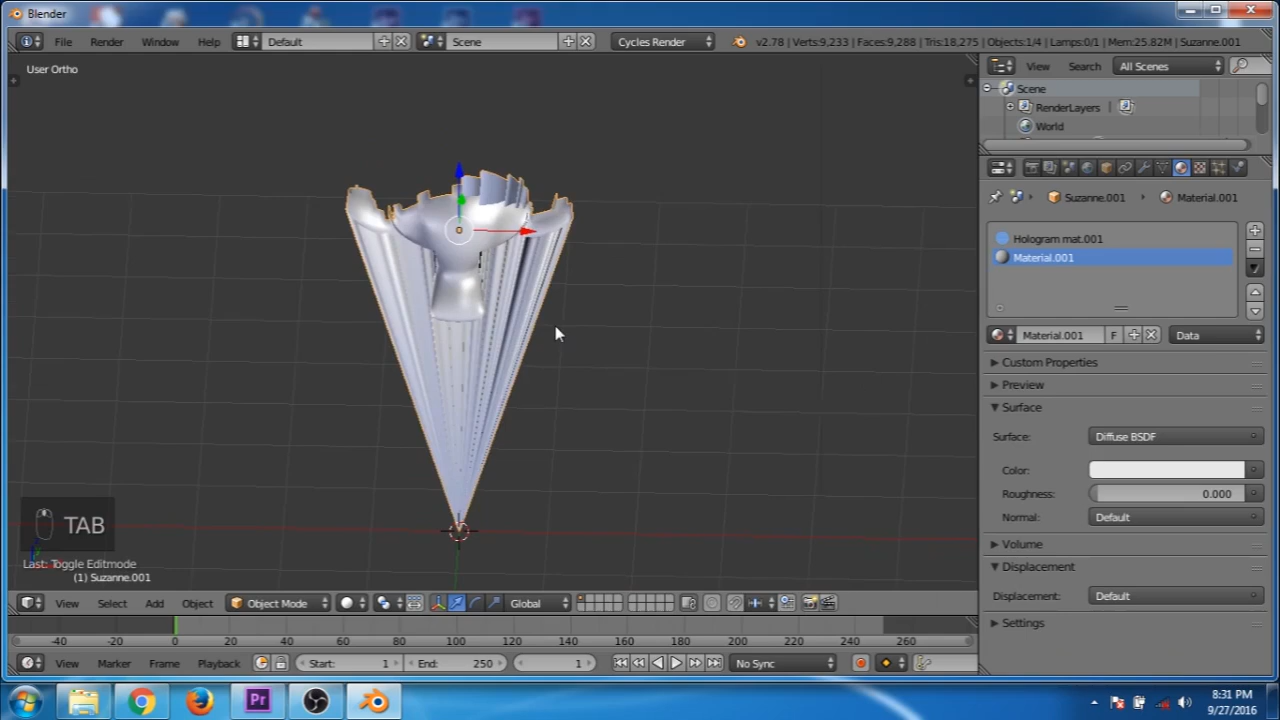 Blender
File Render Window Help Default Scene Cycles Render v2.78 | Verts:9,233 | Faces:9,288 | Tris:18,275 | Objects:1/4 | Lamps:0/1 | Mem:25.82M | Suzanne.001
User Ortho
View Search All Scenes
Scene
RenderLayers |
World
Suzanne.001 Material.001
Hologram mat.001
Material.001
Material.001 F Data
Custom Properties
Preview
Surface
Surface: Diffuse BSDF
Color:
Roughness: 0.000
Normal: Default
Volume
Displacement
Displacement: Default
Settings
TAB
Last: Toggle Editmode
(1) Suzanne.001
View Select Add Object Object Mode Global
-40 -20 0 20 40 60 80 100 120 140 160 180 200 220 240 260
View Marker Frame Playback Start: 1 End: 250 1 No Sync
Pr
8:31 PM
9/27/2016